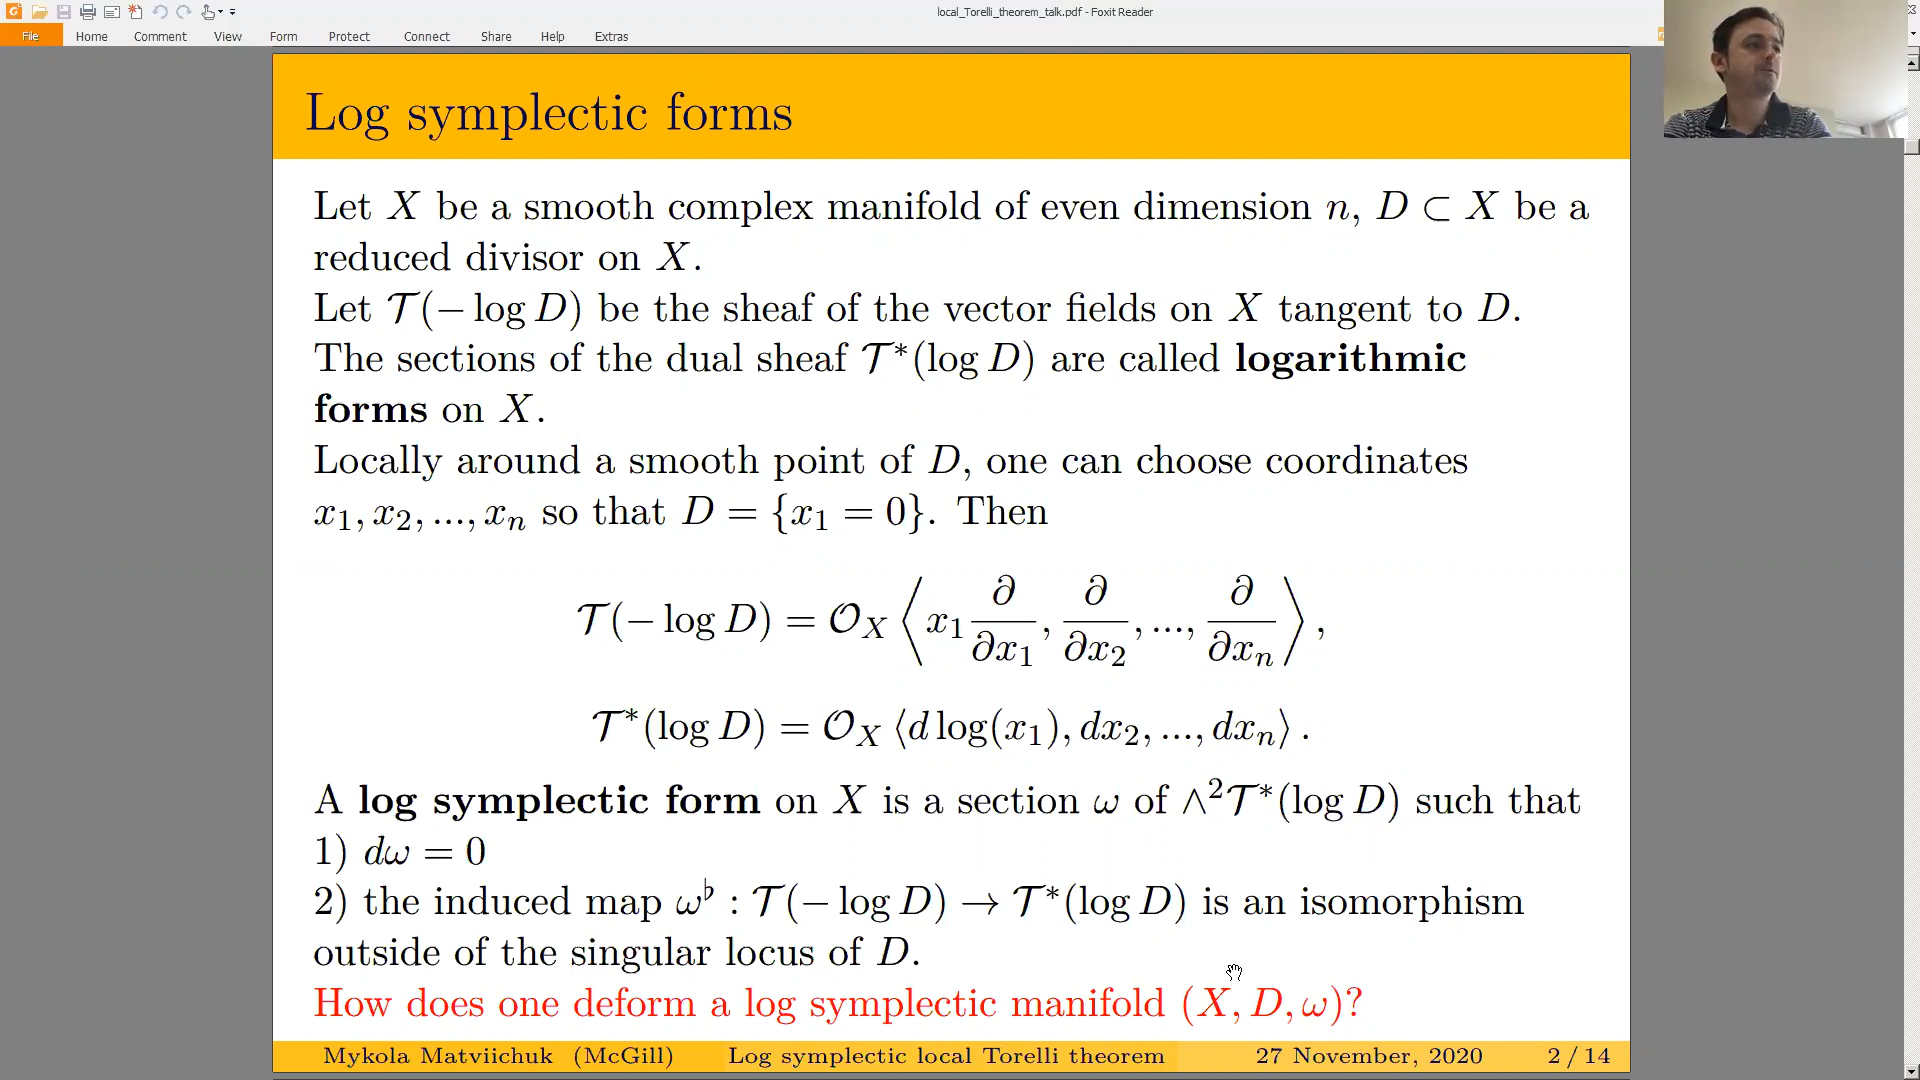 local_Torelli_theorem_talk.pdf - Foxit Reader
File Home Comment View Form Protect Connect Share Help Extras
Log symplectic forms
Let X be a smooth complex manifold of even dimension n, D ⊂ X be a
reduced divisor on X.
Let 𝒯(− log D) be the sheaf of the vector fields on X tangent to D.
The sections of the dual sheaf 𝒯*(log D) are called logarithmic
forms on X.
Locally around a smooth point of D, one can choose coordinates
x₁, x₂, ..., xₙ so that D = {x₁ = 0}. Then
𝒯(− log D) = 𝒪_X ⟨x₁ ∂/∂x₁, ∂/∂x₂, ..., ∂/∂xₙ⟩,
𝒯*(log D) = 𝒪_X ⟨d log(x₁), dx₂, ..., dxₙ⟩.
A log symplectic form on X is a section ω of ∧²𝒯*(log D) such that
1) dω = 0
2) the induced map ω♭ : 𝒯(− log D) → 𝒯*(log D) is an isomorphism
outside of the singular locus of D.
How does one deform a log symplectic manifold (X, D, ω)?
Mykola Matviichuk (McGill) Log symplectic local Torelli theorem 27 November, 2020 2 / 14